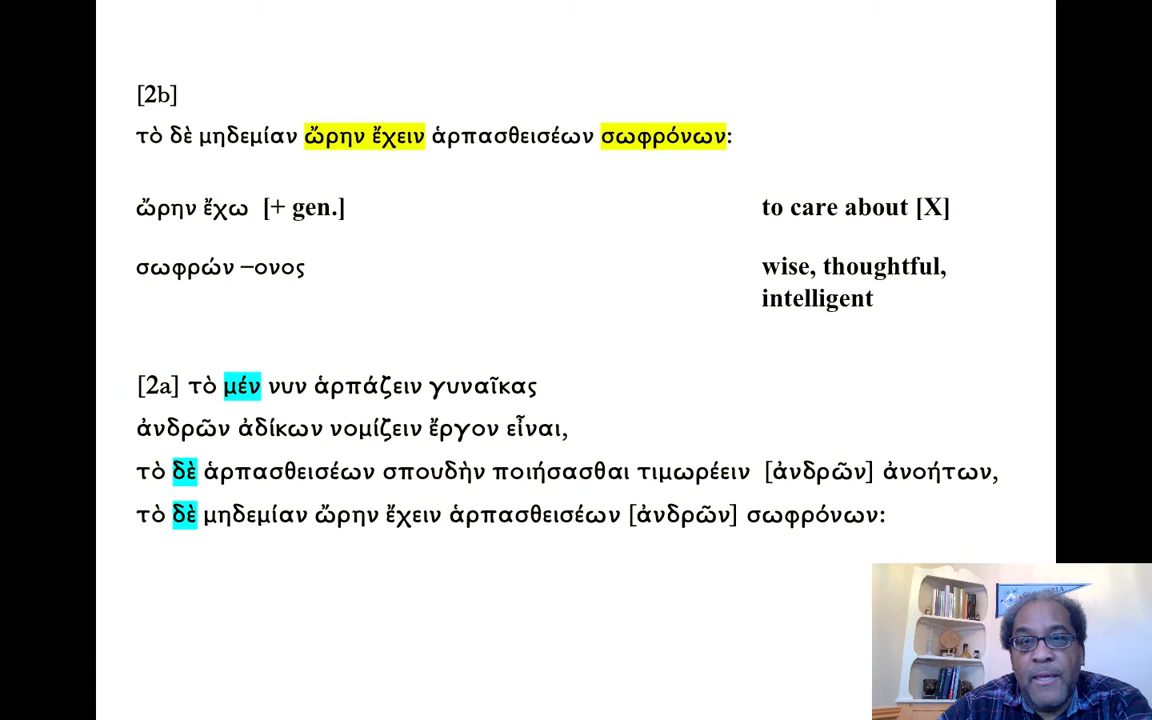 [2b]
τὸ δὲ μηδεμίαν ὤρην ἔχειν ἁρπασθεισέων σωφρόνων:
ὤρην ἔχω [+ gen.] to care about [X]
σωφρών –ονος wise, thoughtful,
intelligent
[2a] τὸ μέν νυν ἁρπάζειν γυναῖκας
ἀνδρῶν ἀδίκων νομίζειν ἔργον εἶναι,
τὸ δὲ ἁρπασθεισέων σπουδὴν ποιήσασθαι τιμωρέειν [ἀνδρῶν] ἀνοήτων,
τὸ δὲ μηδεμίαν ὤρην ἔχειν ἁρπασθεισέων [ἀνδρῶν] σωφρόνων: